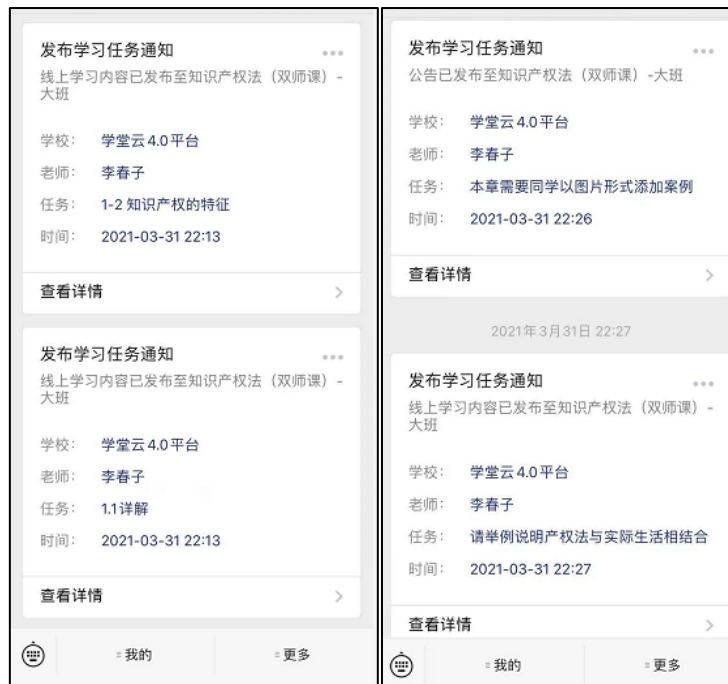 发布学习任务通知
线上学习内容已发布至知识产权法（双师课）-
大班
学校： 学堂云 4.0 平台
老师： 李春子
任务： 1-2 知识产权的特征
时间： 2021-03-31 22:13
查看详情
发布学习任务通知
线上学习内容已发布至知识产权法（双师课）-
大班
学校： 学堂云 4.0 平台
老师： 李春子
任务： 1.1详解
时间： 2021-03-31 22:13
查看详情
我的
更多
发布学习任务通知
公告已发布至知识产权法（双师课）-大班
学校： 学堂云 4.0 平台
老师： 李春子
任务： 本章需要同学以图片形式添加案例
时间： 2021-03-31 22:26
查看详情
2021年3月31日 22:27
发布学习任务通知
线上学习内容已发布至知识产权法（双师课）-
大班
学校： 学堂云 4.0 平台
老师： 李春子
任务： 请举例说明产权法与实际生活相结合
时间： 2021-03-31 22:27
查看详情
我的
更多